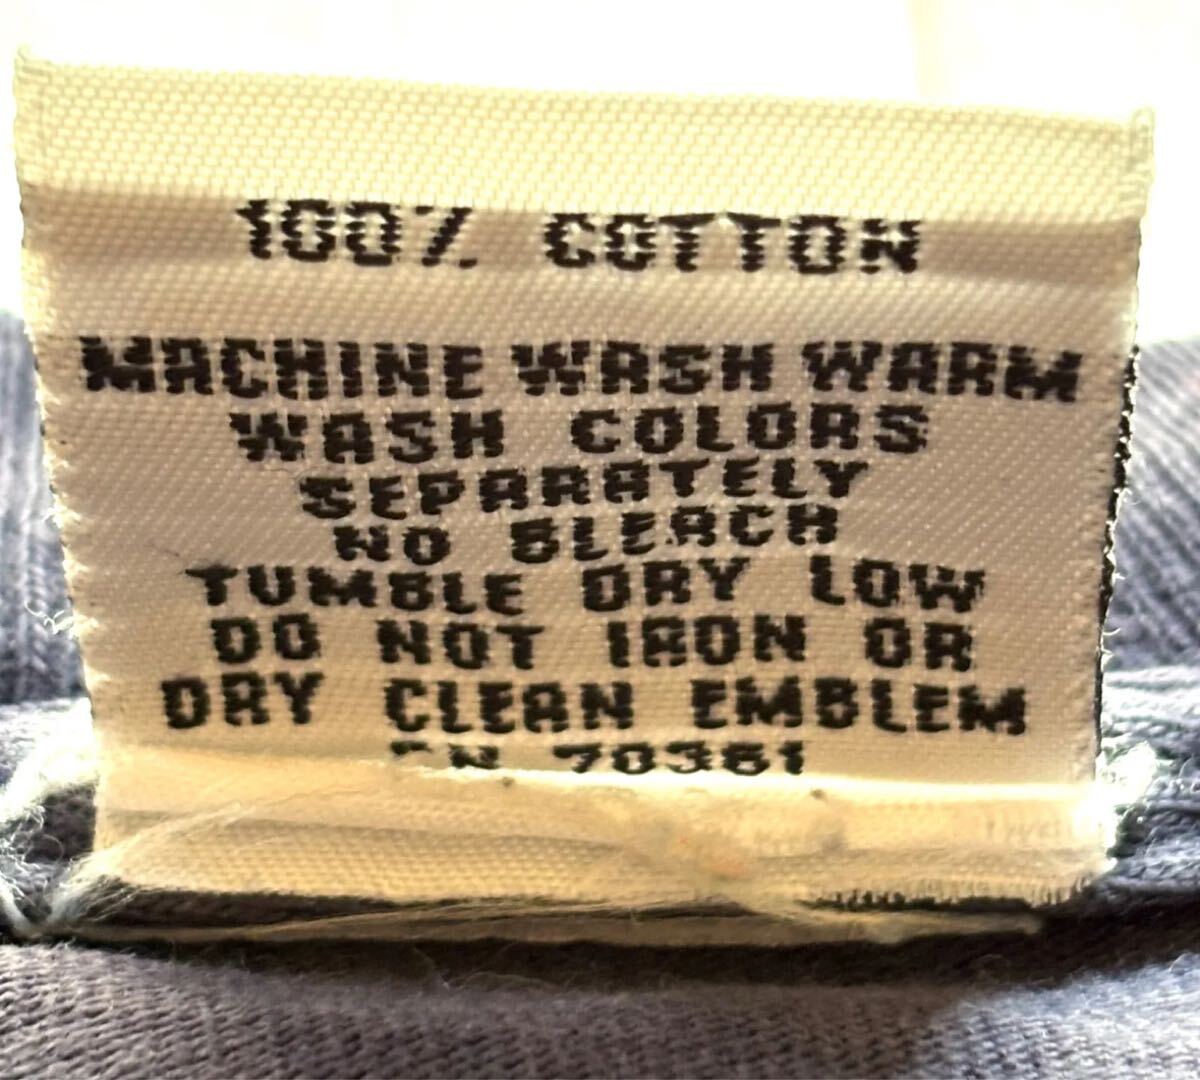 100% COTTON
MACHINE WASH WARM
WASH COLORS
SEPARATELY
NO BLEACH
TUMBLE DRY LOW
DO NOT IRON OR
DRY CLEAN EMBLEM
70361